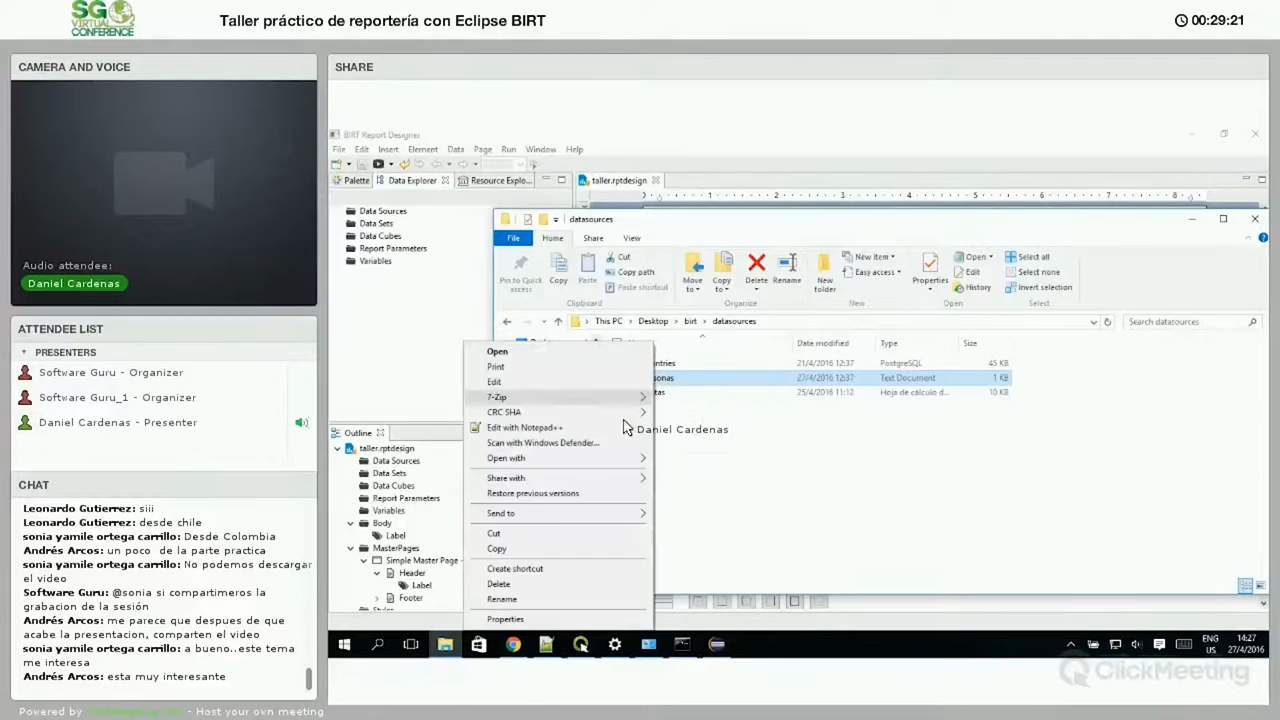 SG
VIRTUAL
CONFERENCE
Taller práctico de reportería con Eclipse BIRT
00:29:21
CAMERA AND VOICE
Audio attendee:
Daniel Cardenas
ATTENDEE LIST
PRESENTERS
Software Guru - Organizer
Software Guru_1 - Organizer
Daniel Cardenas - Presenter
CHAT
Leonardo Gutierrez: siii
Leonardo Gutierrez: desde chile
sonia yamile ortega carrillo: Desde Colombia
Andrés Arcos: un poco de la parte practica
sonia yamile ortega carrillo: No podemos descargar
el video
Software Guru: @sonia si compartiremos la
grabacion de la sesión
Andrés Arcos: me parece que despues de que
acabe la presentacion, comparten el video
sonia yamile ortega carrillo: a bueno..este tema
me interesa
Andrés Arcos: esta muy interesante
Powered by ClickMeeting.com - Host your own meeting
SHARE
BIRT Report Designer
File Edit Insert Element Data Page Run Window Help
Palette Data Explorer Resource Explo... taller.rptdesign
0 1 2 3 4 5 6 7 8
Data Sources
Data Sets
Data Cubes
Report Parameters
Variables
datasources
File Home Share View
Pin to Quick access Copy Paste Cut Copy path Paste shortcut
Clipboard
Move to Copy to Delete Rename
Organize
New folder New item Easy access
New
Properties Open Edit History
Open
Select all Select none Invert selection
Select
This PC Desktop birt datasources
Search datasources
Date modified Type Size
ntries 21/4/2016 12:37 PostgreSQL 45 KB
sonas 27/4/2016 12:37 Text Document 1 KB
tas 25/4/2016 11:12 Hoja de cálculo d... 10 KB
Open
Print
Edit
7-Zip
CRC SHA
Edit with Notepad++
Scan with Windows Defender...
Open with
Share with
Restore previous versions
Send to
Cut
Copy
Create shortcut
Delete
Rename
Properties
Daniel Cardenas
Outline
taller.rptdesign
Data Sources
Data Sets
Data Cubes
Report Parameters
Variables
Body
Label
MasterPages
Simple Master Page -
Header
Label
Footer
Styles
ENG
US
14:27
27/4/2016
ClickMeeting